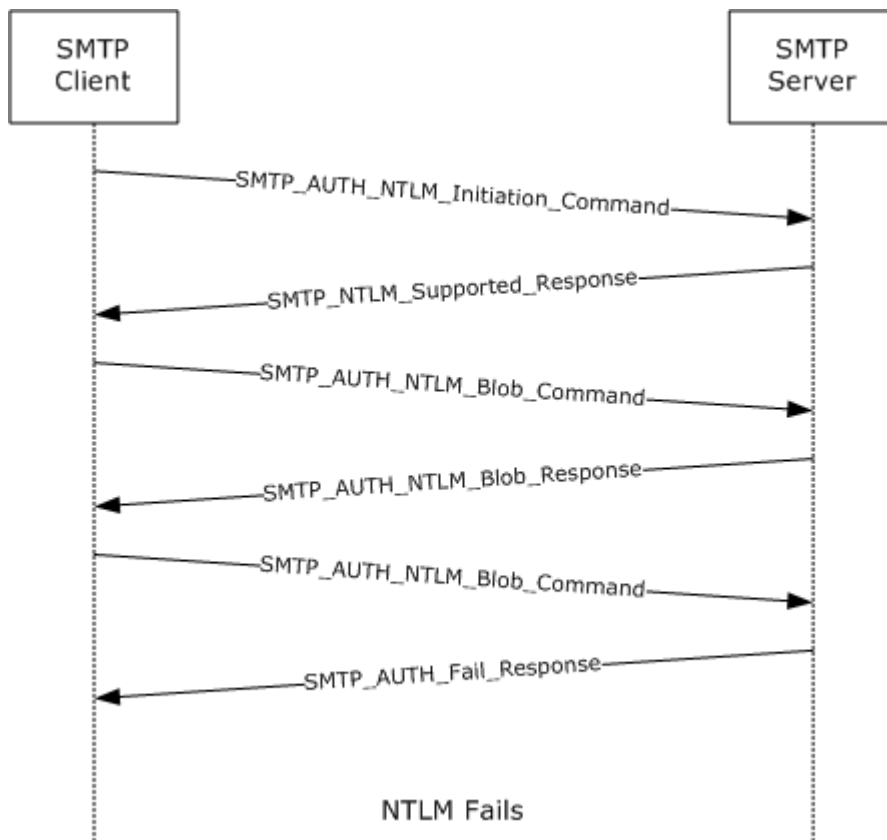 SMTP
Client
SMTP
Server
SMTP_AUTH_NTLM_Initiation_Command
SMTP_NTLM_Supported_Response
SMTP_AUTH_NTLM_Blob_Command
SMTP_AUTH_NTLM_Blob_Response
SMTP_AUTH_NTLM_Blob_Command
SMTP_AUTH_Fail_Response
NTLM Fails